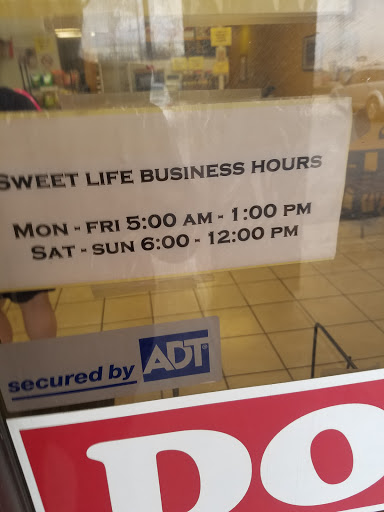 SWEET LIFE BUSINESS HOURS
MON - FRI 5:00 AM - 1:00 PM
SAT - SUN 6:00 - 12:00 PM
secured by ADT
DO